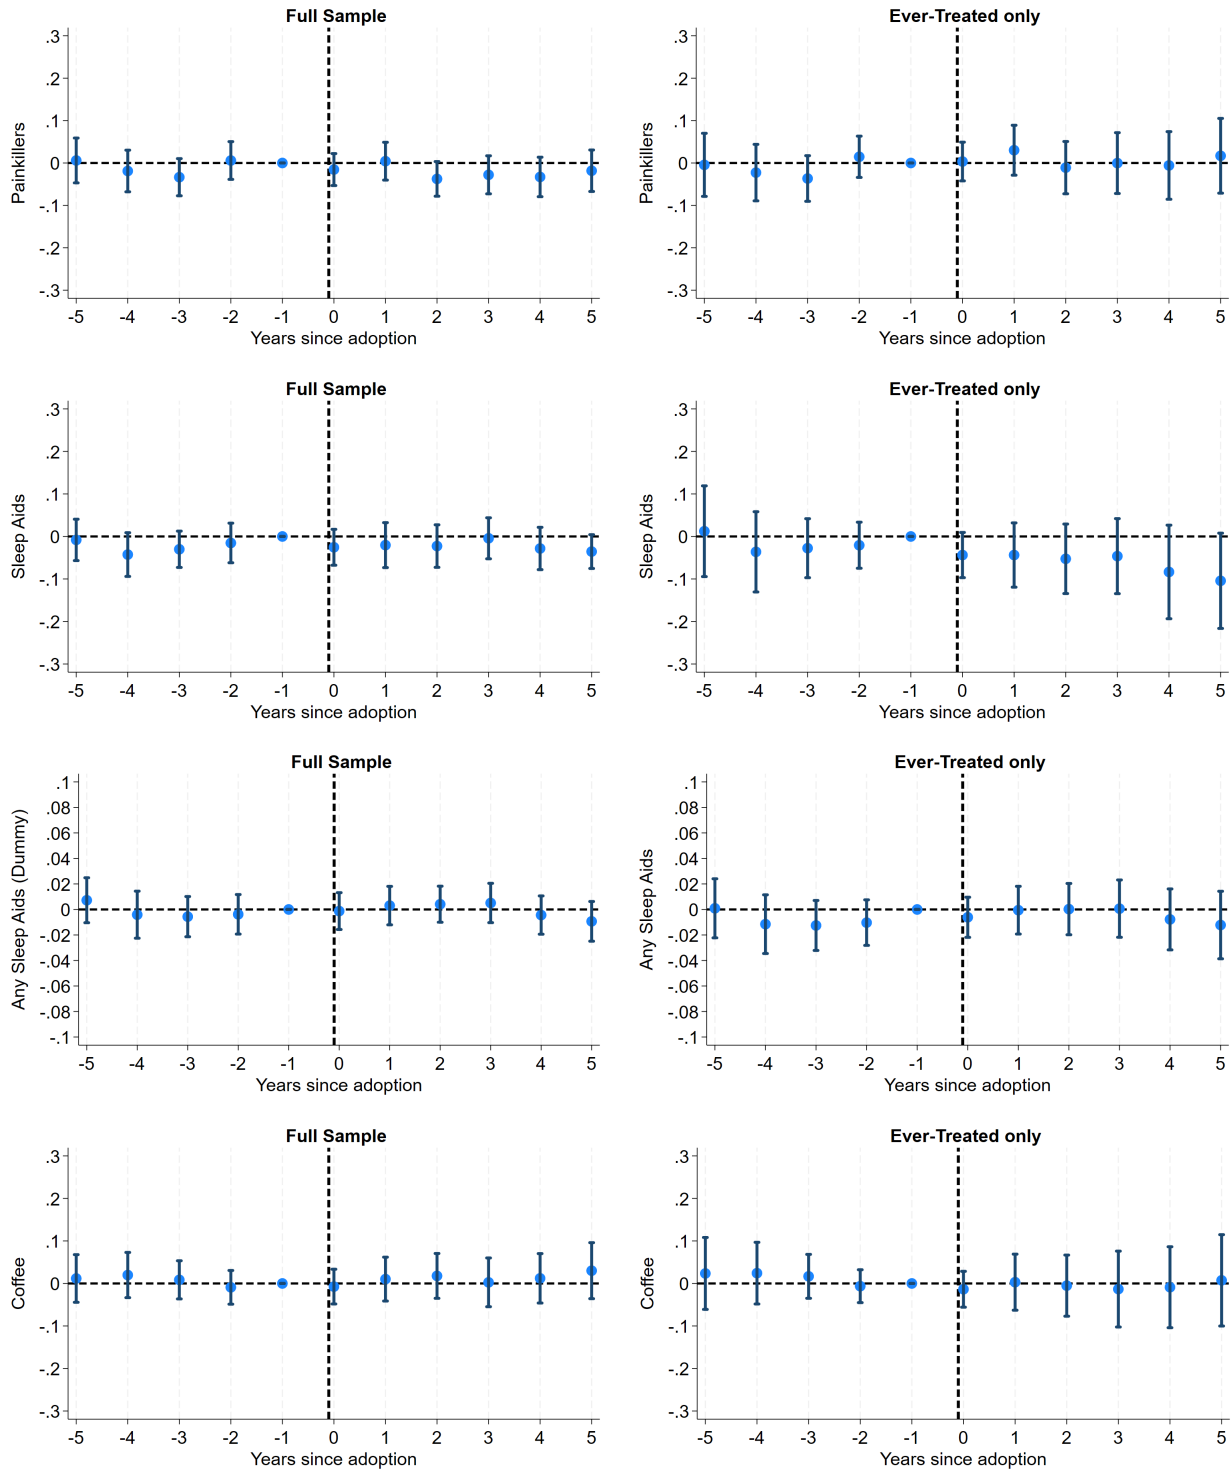 Full Sample
.3
.2
.1
0
-.1
-.2
-.3
Painkillers
-5 -4 -3 -2 -1 0 1 2 3 4 5
Years since adoption
Ever-Treated only
.3
.2
.1
0
-.1
-.2
-.3
Painkillers
-5 -4 -3 -2 -1 0 1 2 3 4 5
Years since adoption
Full Sample
.3
.2
.1
0
-.1
-.2
-.3
Sleep Aids
-5 -4 -3 -2 -1 0 1 2 3 4 5
Years since adoption
Ever-Treated only
.3
.2
.1
0
-.1
-.2
-.3
Sleep Aids
-5 -4 -3 -2 -1 0 1 2 3 4 5
Years since adoption
Full Sample
.1
.08
.06
.04
.02
0
-.02
-.04
-.06
-.08
-.1
Any Sleep Aids (Dummy)
-5 -4 -3 -2 -1 0 1 2 3 4 5
Years since adoption
Ever-Treated only
.1
.08
.06
.04
.02
0
-.02
-.04
-.06
-.08
-.1
Any Sleep Aids
-5 -4 -3 -2 -1 0 1 2 3 4 5
Years since adoption
Full Sample
.3
.2
.1
0
-.1
-.2
-.3
Coffee
-5 -4 -3 -2 -1 0 1 2 3 4 5
Years since adoption
Ever-Treated only
.3
.2
.1
0
-.1
-.2
-.3
Coffee
-5 -4 -3 -2 -1 0 1 2 3 4 5
Years since adoption